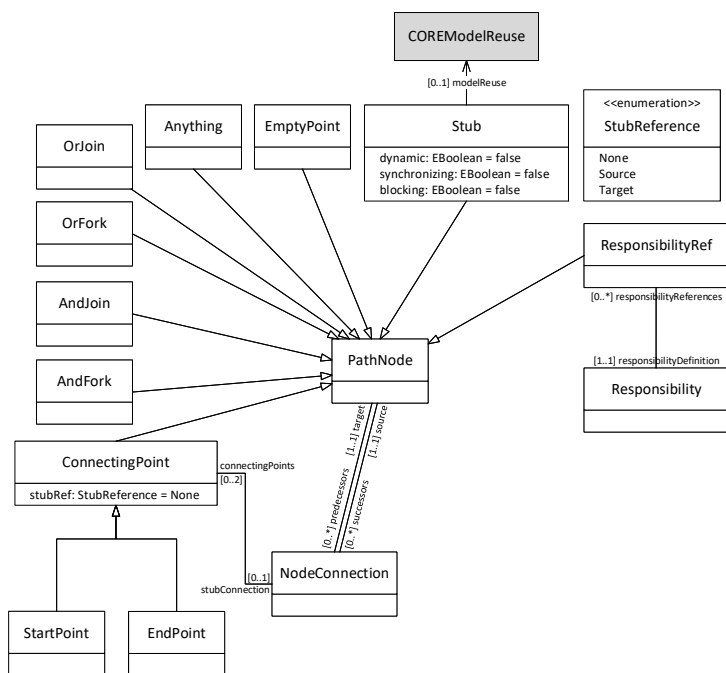 COREModelReuse
[0..1] modelReuse
Anything
EmptyPoint
Stub
dynamic: EBoolean = false
synchronizing: EBoolean = false
blocking: EBoolean = false
<<enumeration>>
StubReference
None
Source
Target
OrJoin
OrFork
AndJoin
AndFork
ResponsibilityRef
[0..*] responsibilityReferences
[1..1] responsibilityDefinition
Responsibility
PathNode
[1..1] target
[1..1] source
[0..*] predecessors
[0..*] successors
ConnectingPoint
stubRef: StubReference = None
connectingPoints
[0..2]
[0..1]
stubConnection
NodeConnection
StartPoint
EndPoint